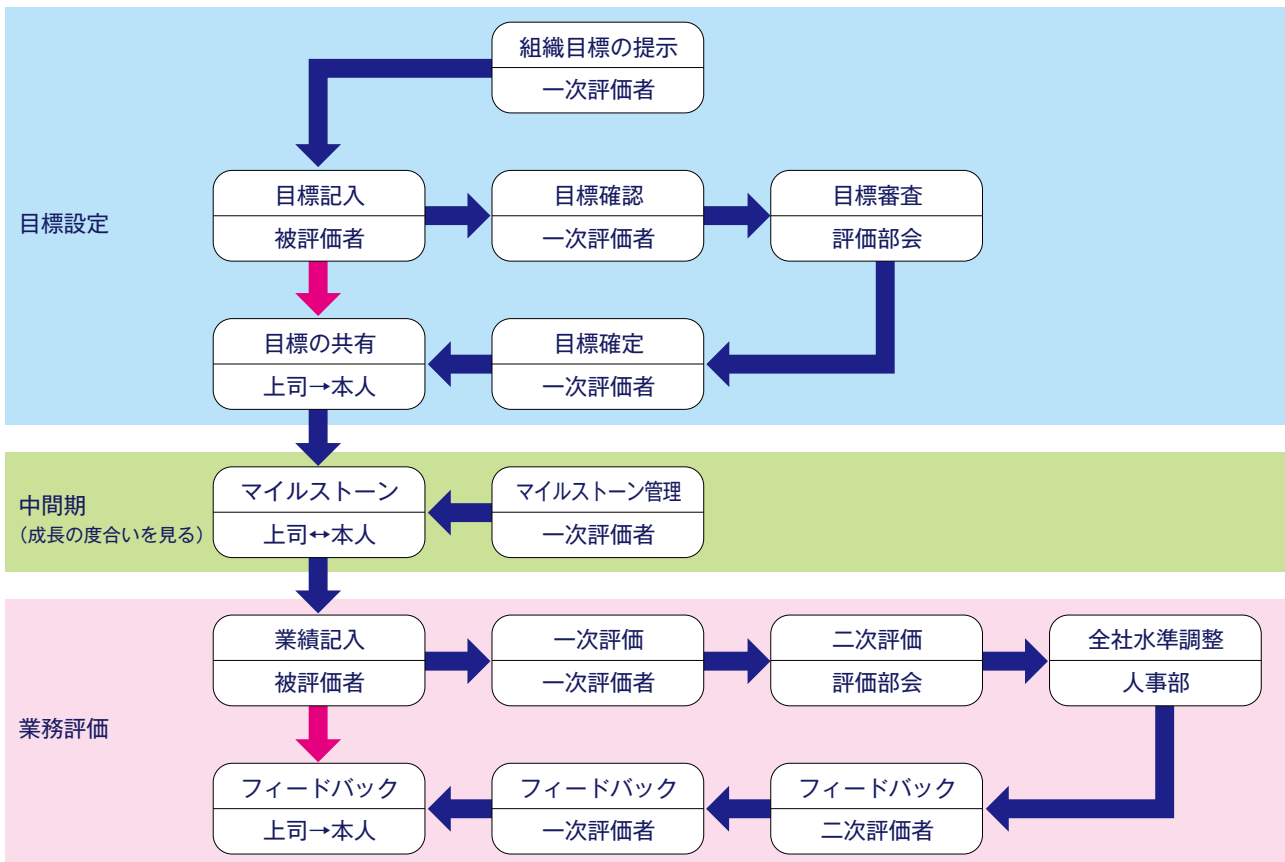 組織目標の提示
一次評価者
目標設定
目標記入
被評価者
目標確認
一次評価者
目標審査
評価部会
目標の共有
上司→本人
目標確定
一次評価者
中間期
（成長の度合いを見る）
マイルストーン
上司↔本人
マイルストーン管理
一次評価者
業務評価
業績記入
被評価者
一次評価
一次評価者
二次評価
評価部会
全社水準調整
人事部
フィードバック
上司→本人
フィードバック
一次評価者
フィードバック
二次評価者